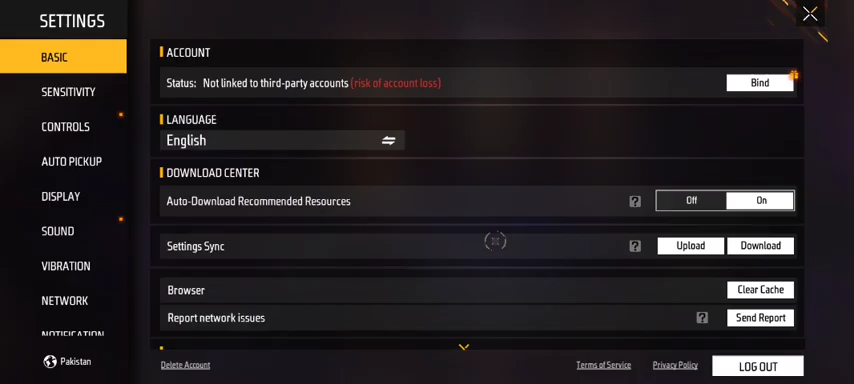 SETTINGS
BASIC
SENSITIVITY
CONTROLS
AUTO PICKUP
DISPLAY
SOUND
VIBRATION
NETWORK
NOTIFICATION
Pakistan
ACCOUNT
Status: Not linked to third-party accounts (risk of account loss)
Bind
LANGUAGE
English
DOWNLOAD CENTER
Auto-Download Recommended Resources ? Off On
Settings Sync ? Upload Download
Browser Clear Cache
Report network issues ? Send Report
Delete Account Terms of Service Privacy Policy LOG OUT